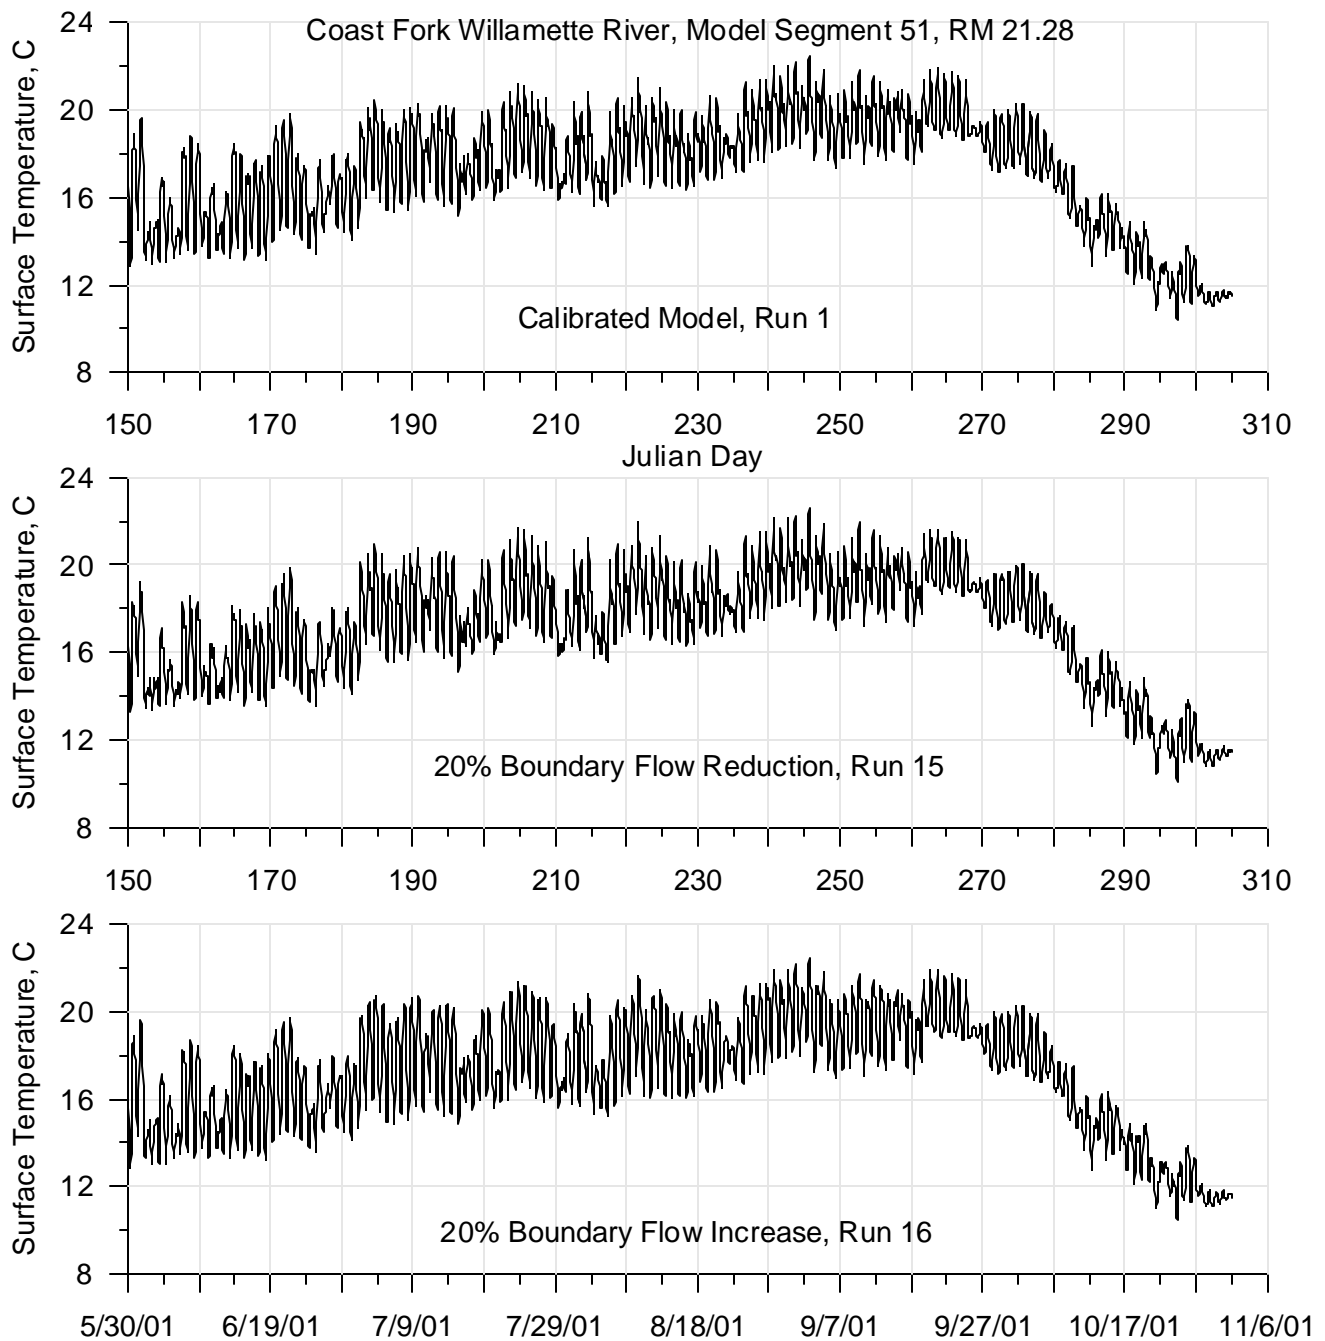 Coast Fork Willamette River, Model Segment 51, RM 21.28
Surface Temperature, C
24
20
16
12
8
Calibrated Model, Run 1
150 170 190 210 230 250 270 290 310
Julian Day
Surface Temperature, C
24
20
16
12
8
20% Boundary Flow Reduction, Run 15
150 170 190 210 230 250 270 290 310
Surface Temperature, C
24
20
16
12
8
20% Boundary Flow Increase, Run 16
5/30/01 6/19/01 7/9/01 7/29/01 8/18/01 9/7/01 9/27/01 10/17/01 11/6/01